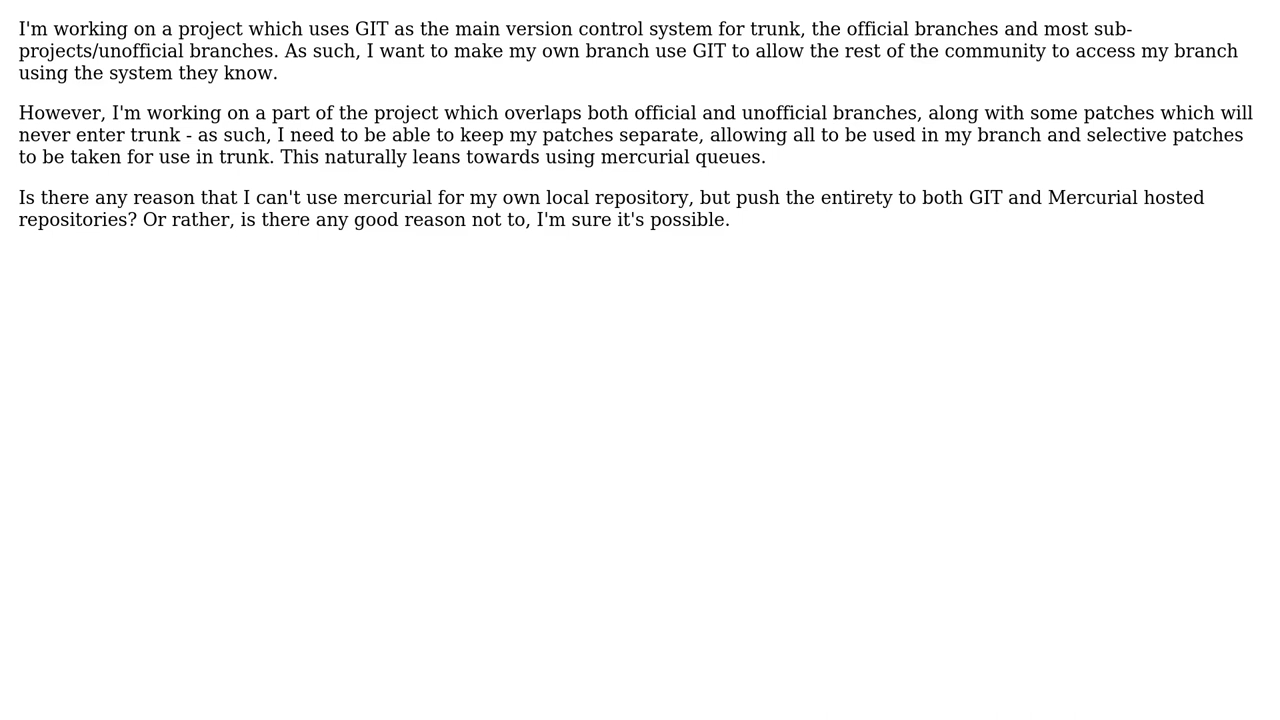 I'm working on a project which uses GIT as the main version control system for trunk, the official branches and most sub-
projects/unofficial branches. As such, I want to make my own branch use GIT to allow the rest of the community to access my branch
using the system they know.
However, I'm working on a part of the project which overlaps both official and unofficial branches, along with some patches which will
never enter trunk - as such, I need to be able to keep my patches separate, allowing all to be used in my branch and selective patches
to be taken for use in trunk. This naturally leans towards using mercurial queues.
Is there any reason that I can't use mercurial for my own local repository, but push the entirety to both GIT and Mercurial hosted
repositories? Or rather, is there any good reason not to, I'm sure it's possible.